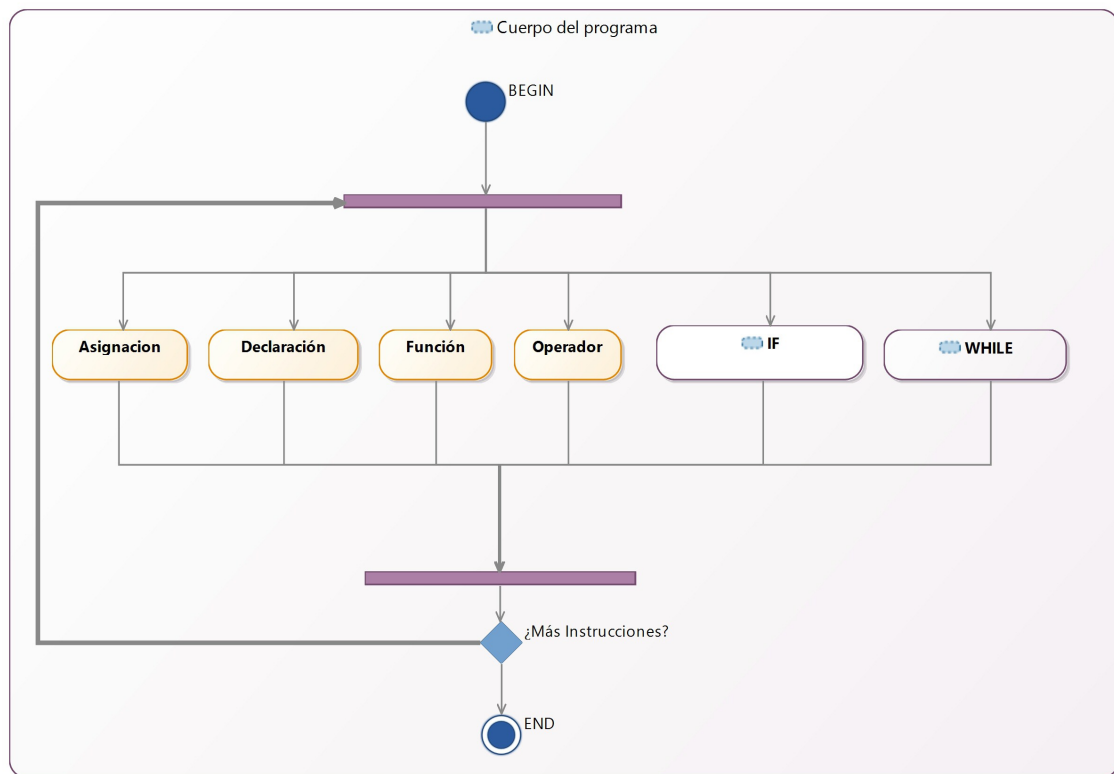 Cuerpo del programa
BEGIN
Asignacion
Declaración
Función
Operador
IF
WHILE
¿Más Instrucciones?
END